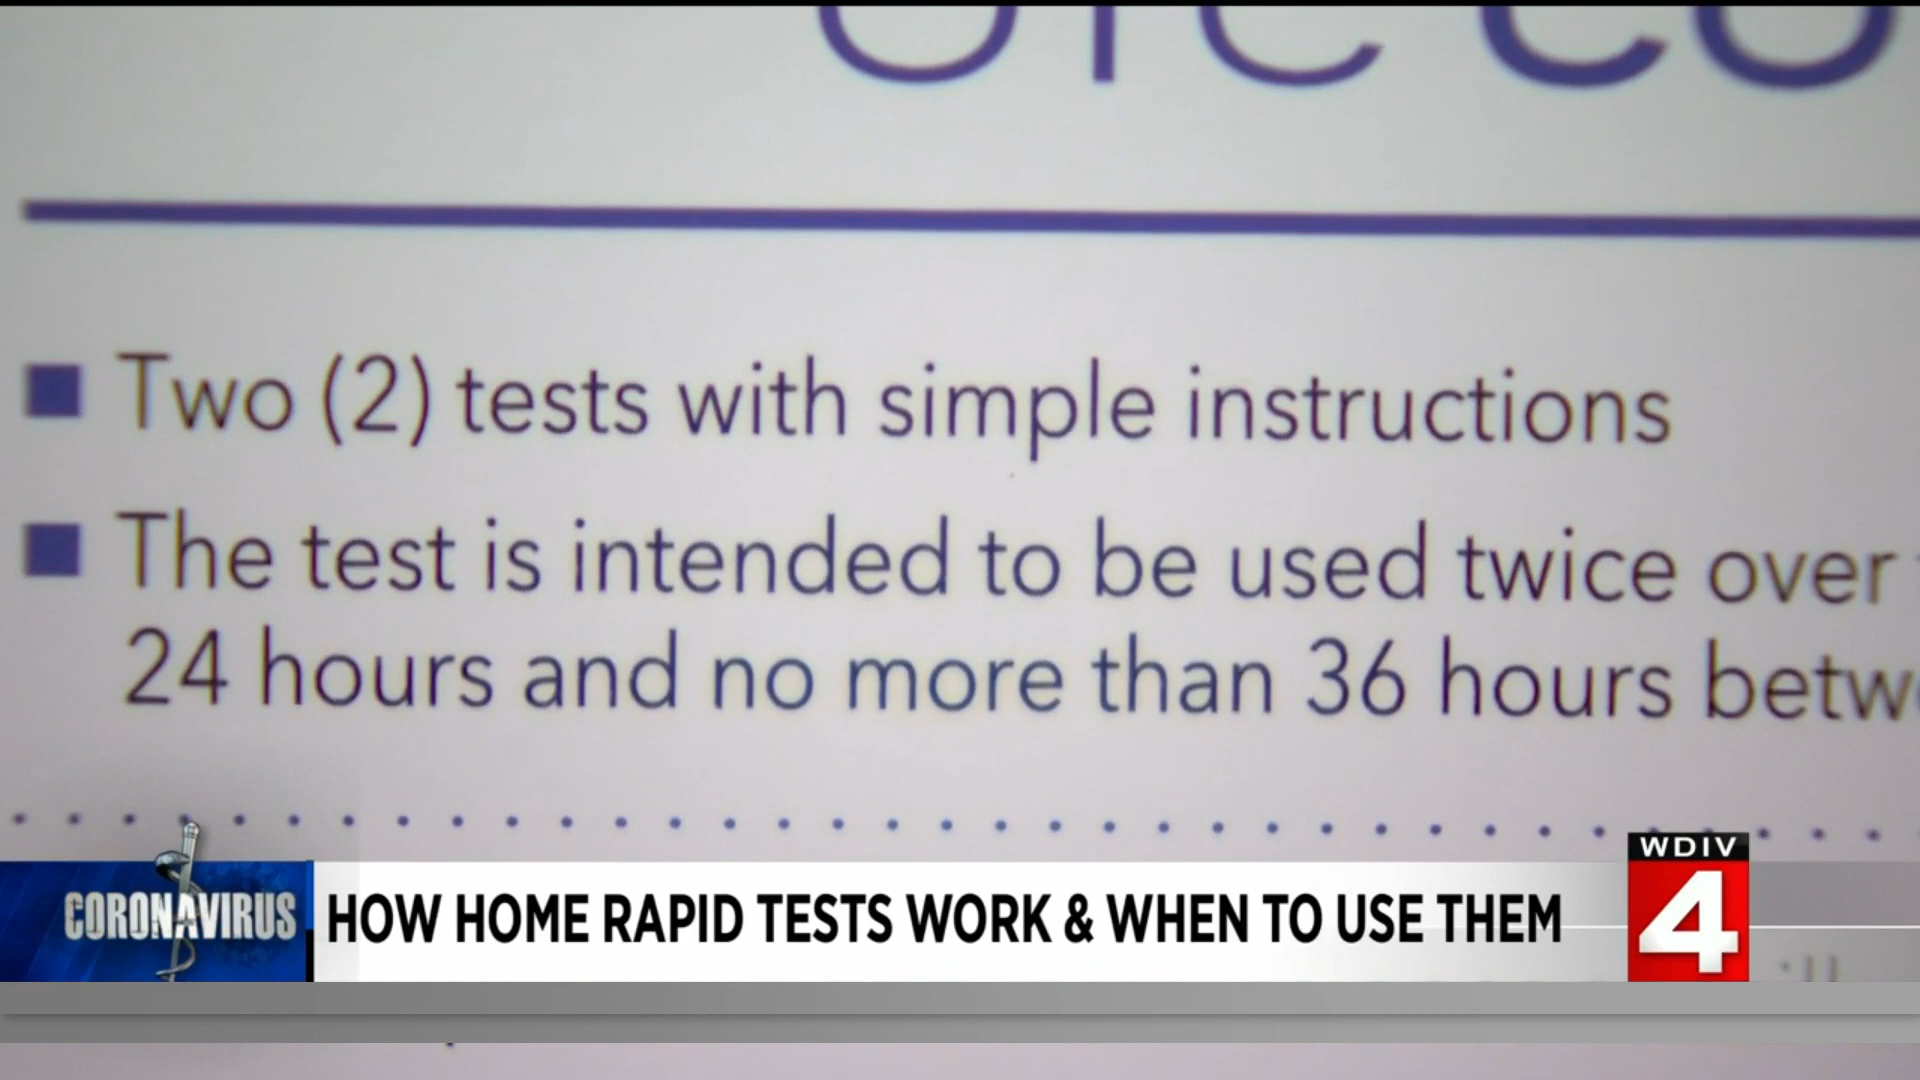 Two (2) tests with simple instructions
The test is intended to be used twice over
24 hours and no more than 36 hours
WDIV
4
CORONAVIRUS
HOW HOME RAPID TESTS WORK & WHEN TO USE THEM